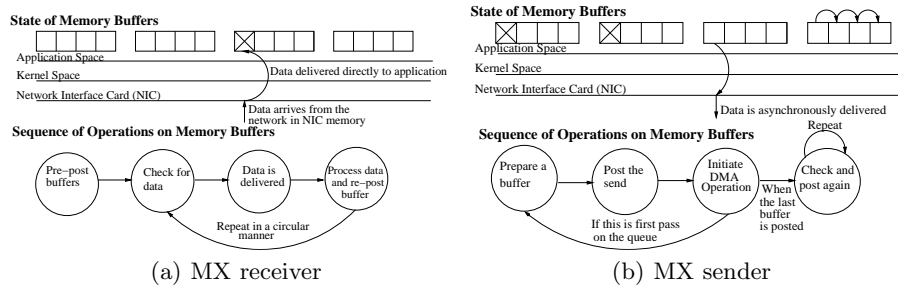 State of Memory Buffers
Application Space
Kernel Space
Data delivered directly to application
Network Interface Card (NIC)
Data arrives from the
network in NIC memory
Sequence of Operations on Memory Buffers
Pre-post
buffers
Check for
data
Data is
delivered
Process data
and re-post
buffer
Repeat in a circular
manner
(a) MX receiver
State of Memory Buffers
Application Space
Kernel Space
Network Interface Card (NIC)
Data is asynchronously delivered
Sequence of Operations on Memory Buffers
Repeat
Prepare a
buffer
Post the
send
Initiate
DMA
Operation
When
the last
buffer
is posted
Check and
post again
If this is first pass
on the queue
(b) MX sender